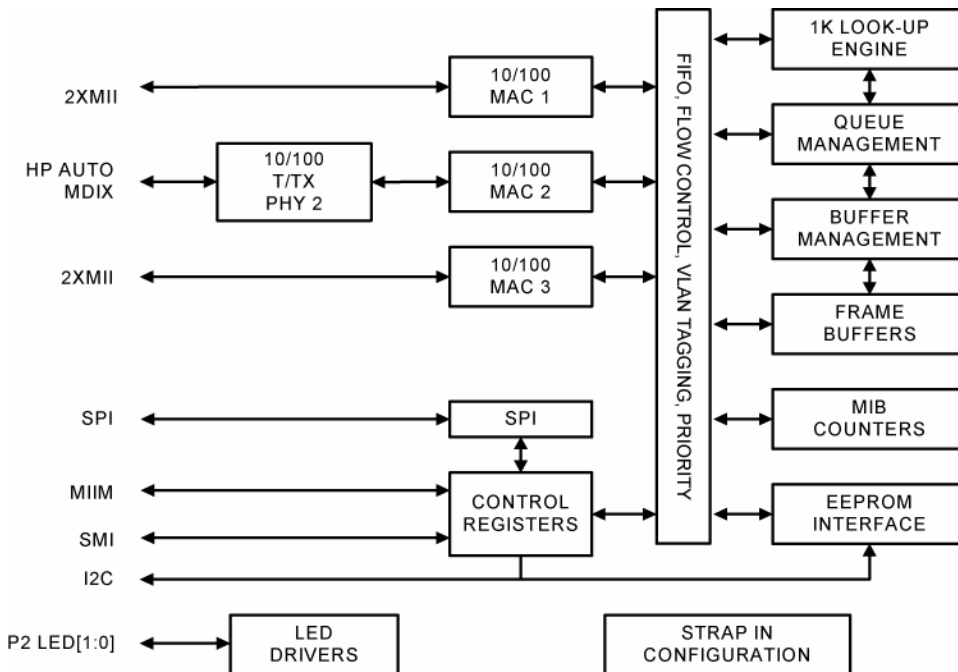 1K LOOK-UP
ENGINE
10/100
MAC 1
2XMII
QUEUE
MANAGEMENT
HP AUTO
MDIX
10/100
T/TX
PHY 2
10/100
MAC 2
BUFFER
MANAGEMENT
2XMII
10/100
MAC 3
FIFO, FLOW CONTROL, VLAN TAGGING, PRIORITY
FRAME
BUFFERS
SPI
SPI
MIB
COUNTERS
MIIM
CONTROL
REGISTERS
EEPROM
INTERFACE
SMI
I2C
P2 LED[1:0]
LED
DRIVERS
STRAP IN
CONFIGURATION